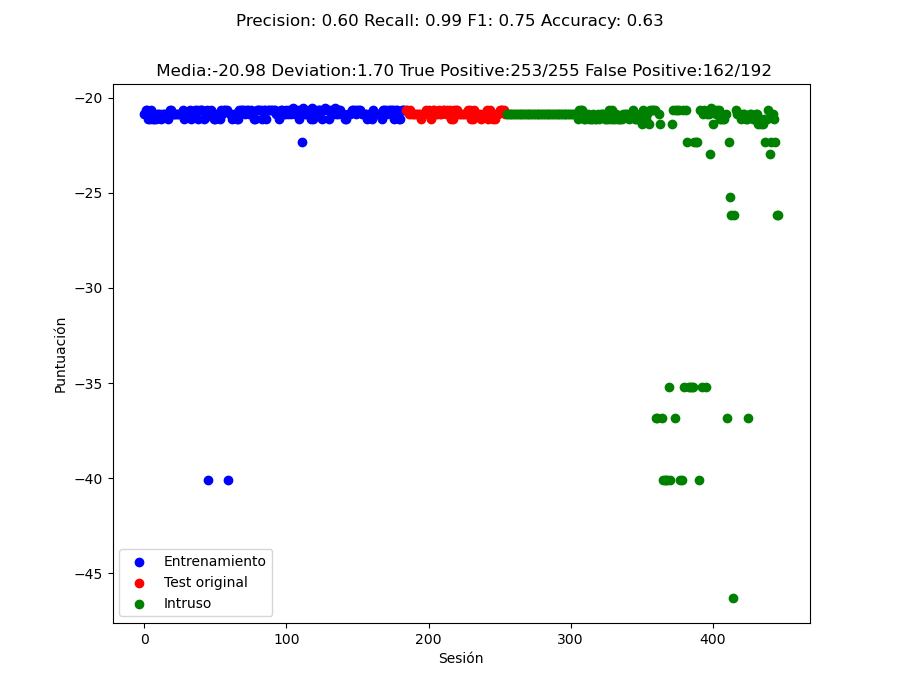 Precision: 0.60 Recall: 0.99 F1: 0.75 Accuracy: 0.63
Media:-20.98 Deviation:1.70 True Positive:253/255 False Positive:162/192
−20
−25
−30
−35
−40
−45
Puntuación
Entrenamiento
Test original
Intruso
0 100 200 300 400
Sesión